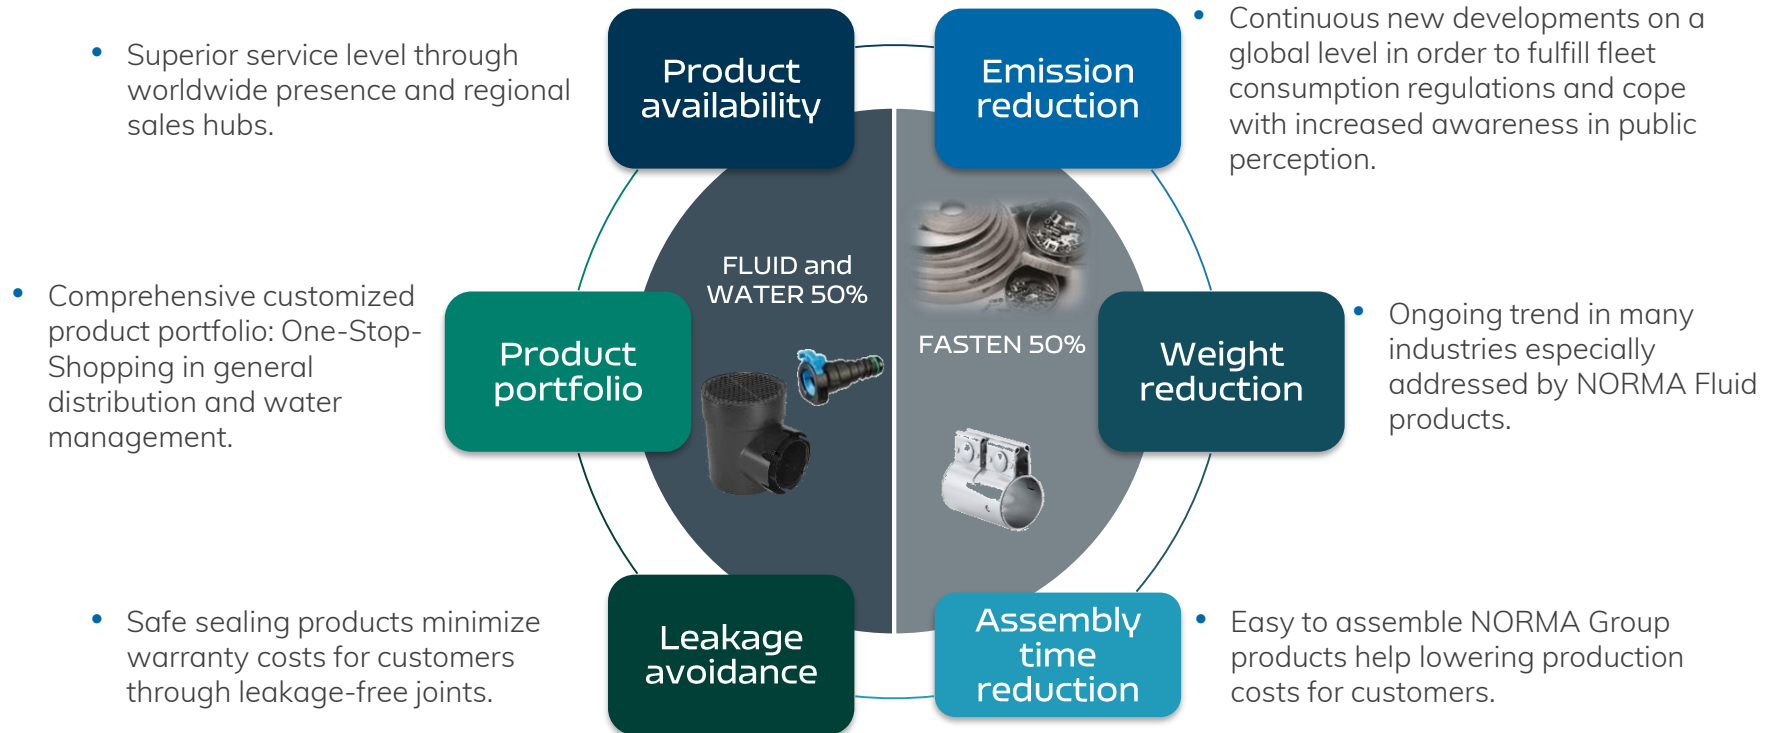 Product
availability
Superior service level through
worldwide presence and regional
sales hubs.
Emission
reduction
Continuous new developments on a
global level in order to fulfill fleet
consumption regulations and cope
with increased awareness in public
perception.
FLUID and
WATER 50%
FASTEN 50%
Comprehensive customized
product portfolio: One-Stop-
Shopping in general
distribution and water
management.
Product
portfolio
Weight
reduction
Ongoing trend in many
industries especially
addressed by NORMA Fluid
products.
Safe sealing products minimize
warranty costs for customers
through leakage-free joints.
Leakage
avoidance
Assembly
time
reduction
Easy to assemble NORMA Group
products help lowering production
costs for customers.